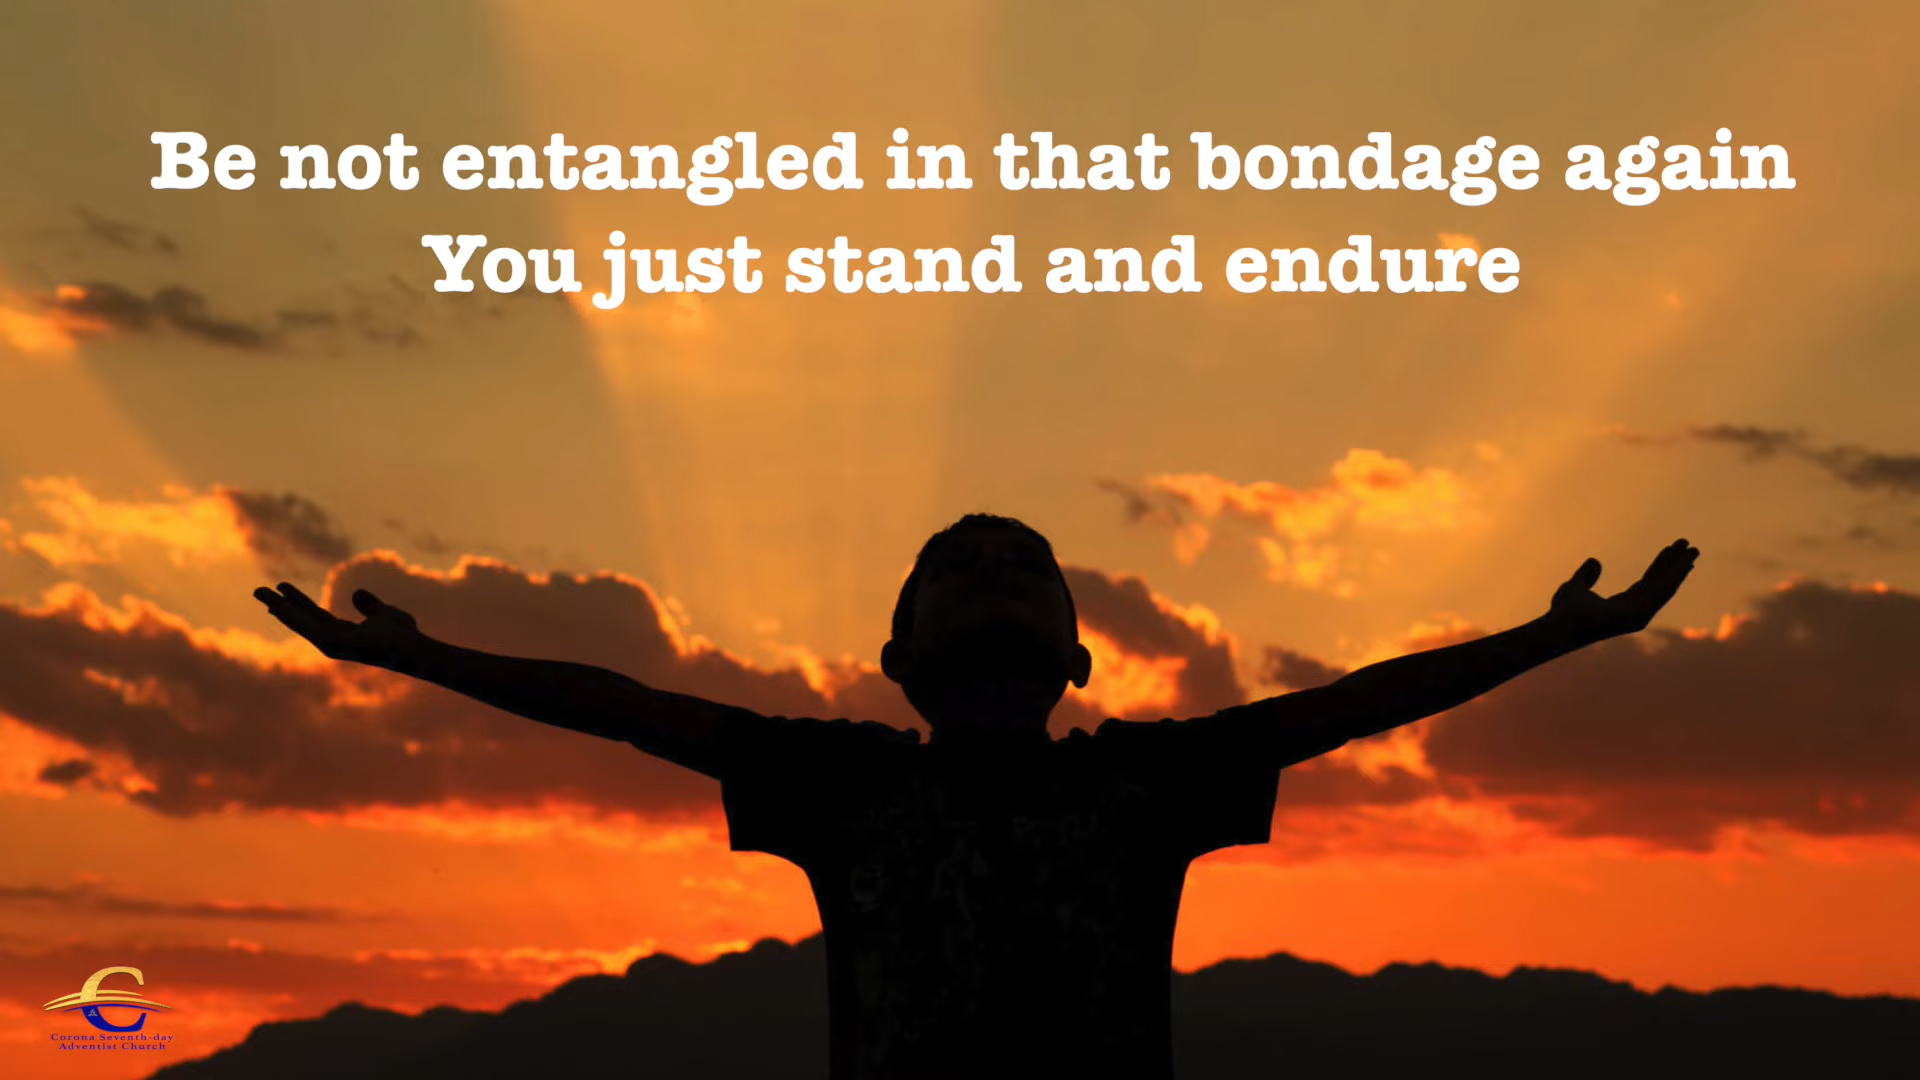 Be not entangled in that bondage again
You just stand and endure
Corona Seventh-day
Adventist Church